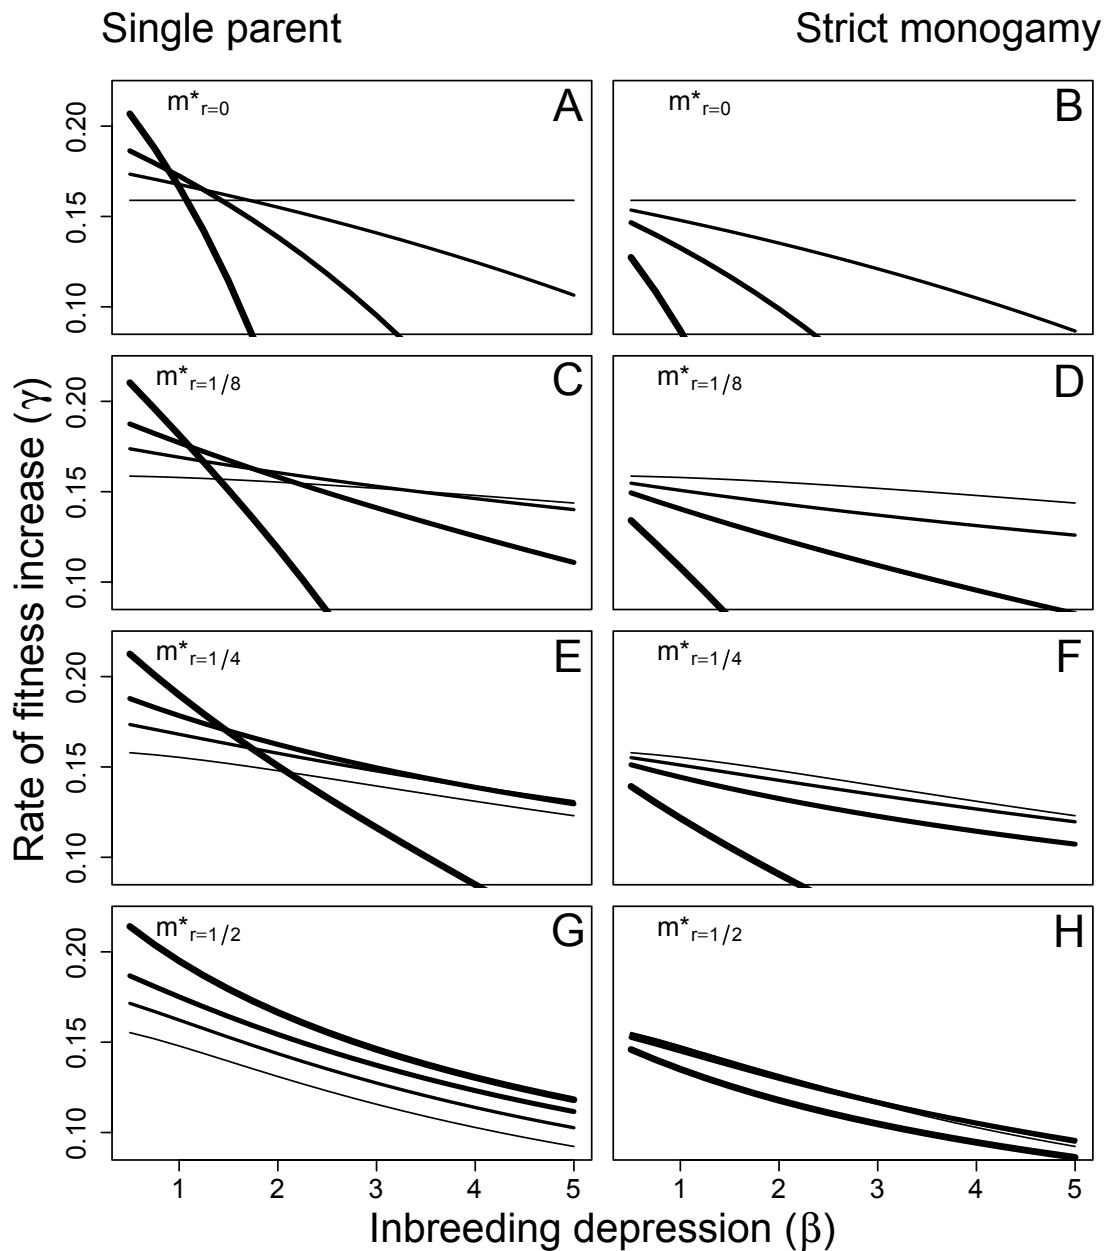 Single parent
Strict monogamy
m*r=0
A
m*r=0
B
m*r=1/8
C
m*r=1/8
D
m*r=1/4
E
m*r=1/4
F
m*r=1/2
G
m*r=1/2
H
0.20
0.15
0.10
0.20
0.15
0.10
0.20
0.15
0.10
0.20
0.15
0.10
Rate of fitness increase (γ)
1 2 3 4 5
1 2 3 4 5
Inbreeding depression (β)